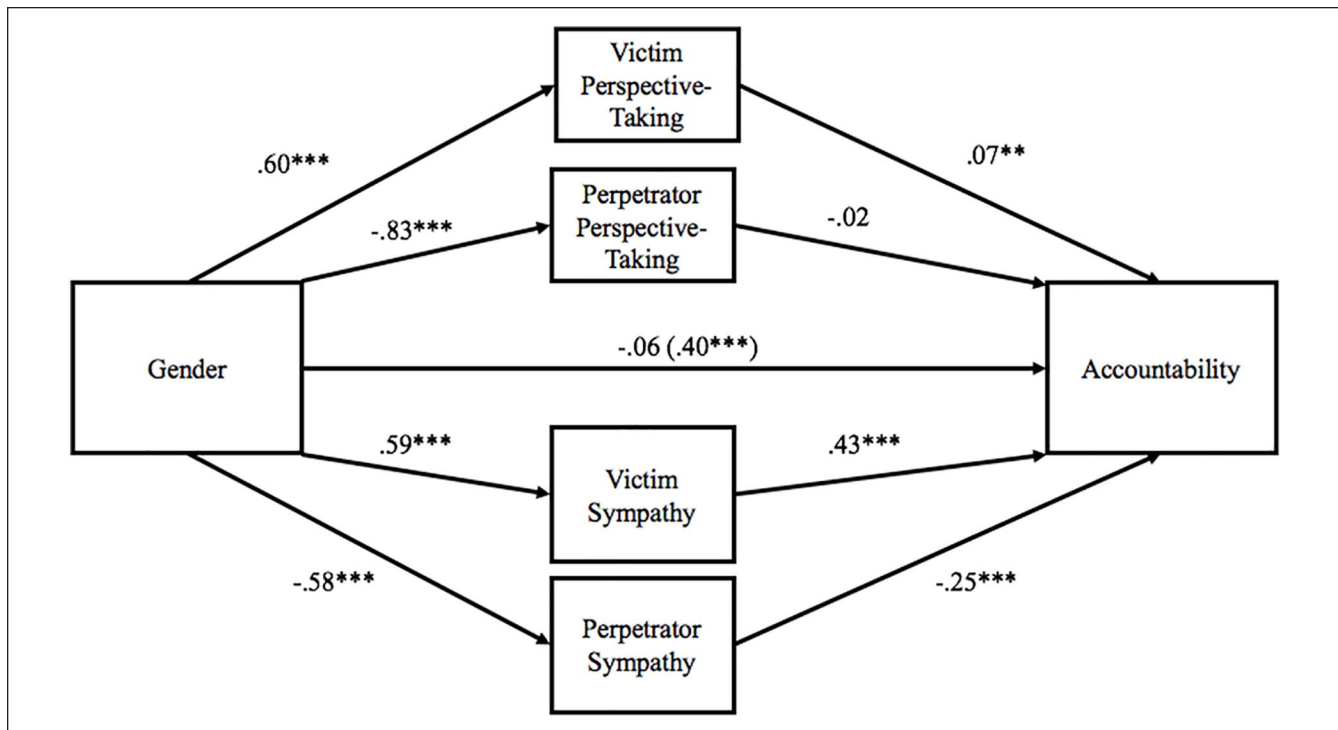 Victim
Perspective-
Taking
.60***
.07**
Perpetrator
Perspective-
Taking
-.83***
-.02
Gender
-.06 (.40***)
Accountability
.59***
Victim
Sympathy
.43***
-.58***
Perpetrator
Sympathy
-.25***